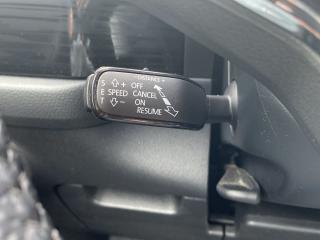 -DISTANCE +
S ⇧ + OFF
E SPEED CANCEL
ON
T ⇩ -
RESUME